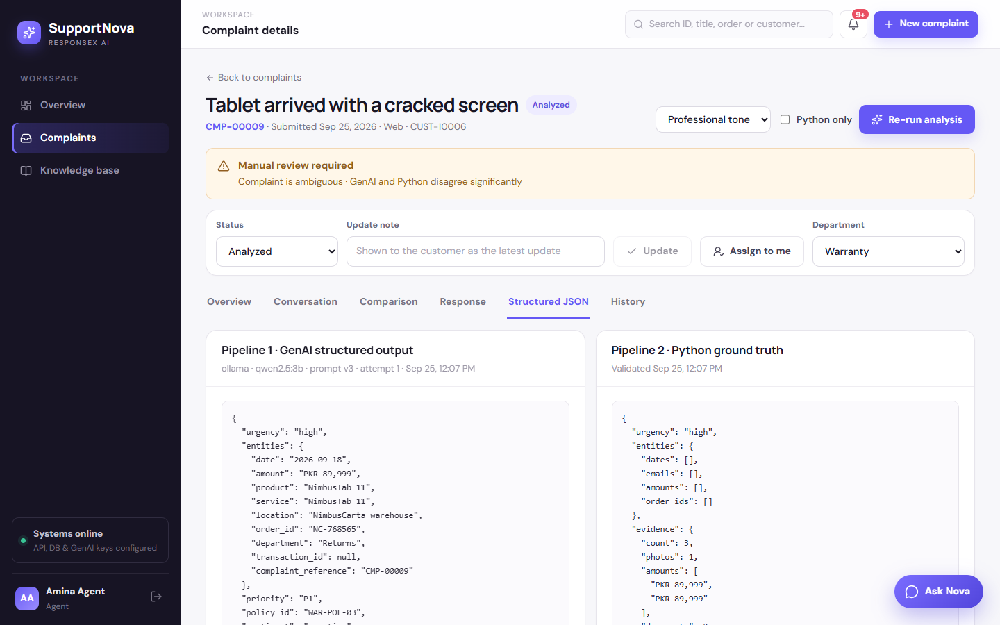 SupportNova
RESPONSEX AI
WORKSPACE
Overview
Complaints
Knowledge base
Systems online
API, DB & GenAI keys configured
AA
Amina Agent
Agent
WORKSPACE
Complaint details
Search ID, title, order or customer...
9+
New complaint
Back to complaints
Tablet arrived with a cracked screen
Analyzed
CMP-00009 · Submitted Sep 25, 2026 · Web · CUST-10006
Professional tone
Python only
Re-run analysis
Manual review required
Complaint is ambiguous · GenAI and Python disagree significantly
Status
Analyzed
Update note
Shown to the customer as the latest update
Update
Assign to me
Department
Warranty
Overview
Conversation
Comparison
Response
Structured JSON
History
Pipeline 1 · GenAI structured output
ollama · qwen2.5:3b · prompt v3 · attempt 1 · Sep 25, 12:07 PM
{
"urgency": "high",
"entities": {
"date": "2026-09-18",
"amount": "PKR 89,999",
"product": "NimbusTab 11",
"service": "NimbusTab 11",
"location": "NimbusCarta warehouse",
"order_id": "NC-768565",
"department": "Returns",
"transaction_id": null,
"complaint_reference": "CMP-00009"
},
"priority": "P1",
"policy_id": "WAR-POL-03",
Pipeline 2 · Python ground truth
Validated Sep 25, 12:07 PM
{
"urgency": "high",
"entities": {
"dates": [],
"emails": [],
"amounts": [],
"order_ids": []
},
"evidence": {
"count": 3,
"photos": 1,
"amounts": [
"PKR 89,999",
"PKR 89,999"
],
Ask Nova